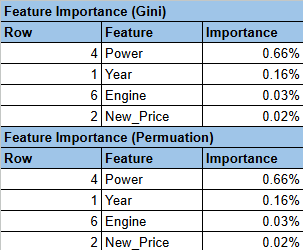 Feature Importance (Gini)
Row Feature Importance
4 Power 0.66%
1 Year 0.16%
6 Engine 0.03%
2 New_Price 0.02%
Feature Importance (Permuation)
Row Feature Importance
4 Power 0.66%
1 Year 0.16%
6 Engine 0.03%
2 New_Price 0.02%